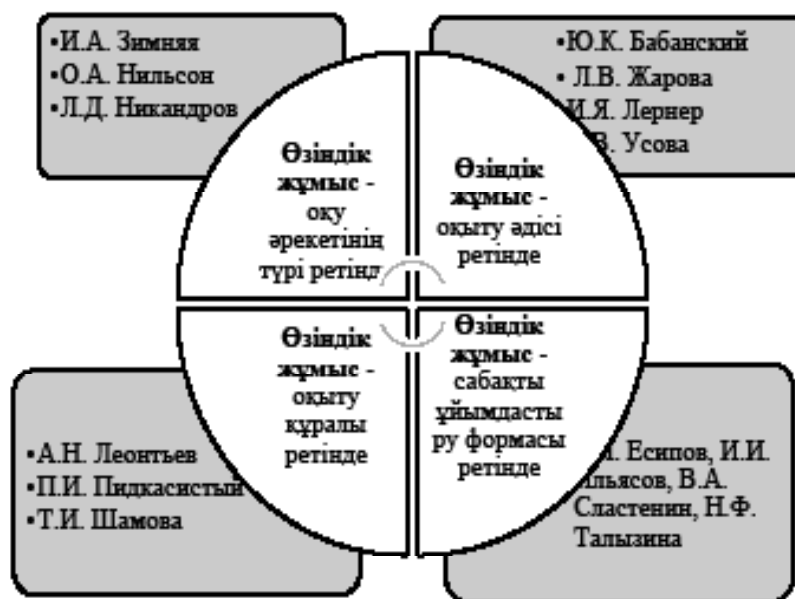 •И.А. Зимняя
•О.А. Нильсон
•Л.Д. Никандров
•Ю.К. Бабанский
• Л.В. Жарова
И.Я. Лернер
В. Усова
Өзіндік
жұмыс -
оқу
әрекетінің
түрі ретінд
Өзіндік
жұмыс -
оқыту әдісі
ретінде
Өзіндік
жұмыс -
оқыту
құралы
ретінде
Өзіндік
жұмыс -
сабақты
ұйымдасты
ру формасы
ретінде
•А.Н. Леонтьев
•П.И. Пидкасистый
•Т.И. Шамова
Есипов, И.И.
льясов, В.А.
Сластенин, Н.Ф.
Талызина